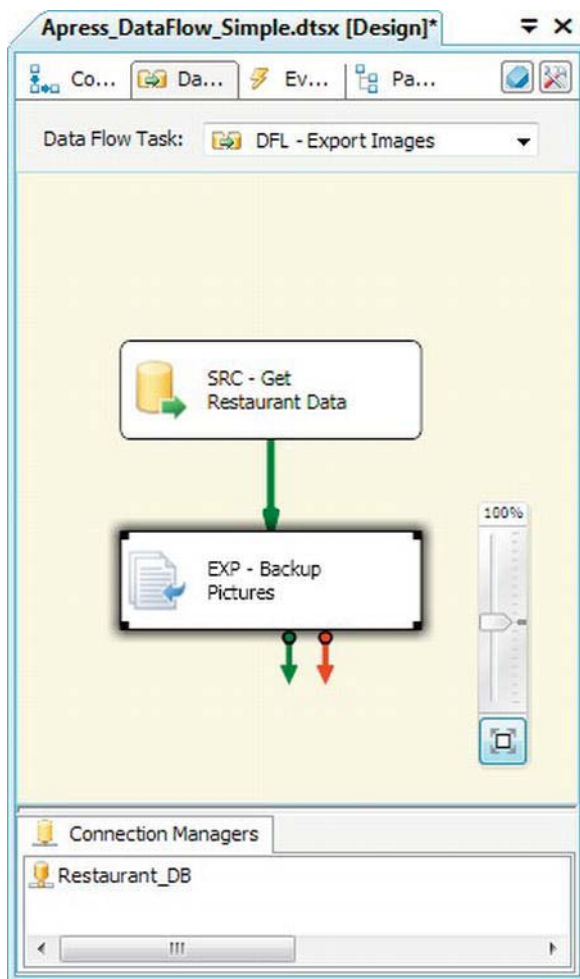 Apress_DataFlow_Simple.dtsx [Design]*
Co... Da... Ev... Pa...
Data Flow Task: DFL - Export Images
SRC - Get
Restaurant Data
100%
EXP - Backup
Pictures
Connection Managers
Restaurant_DB